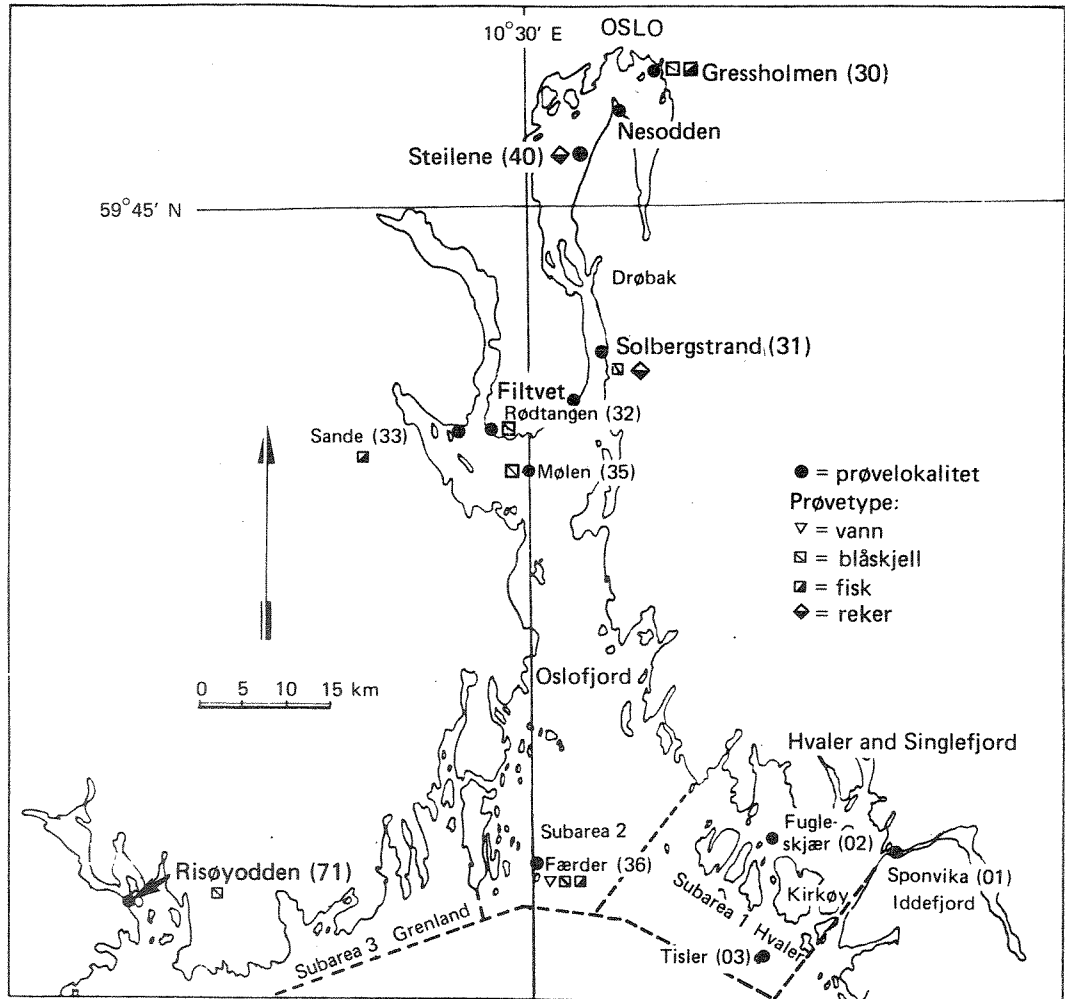 OSLO
10°30' E
Gressholmen (30)
Nesodden
Steilene (40)
59°45' N
Drøbak
Solbergstrand (31)
Filtvet
Rødtangen (32)
Sande (33)
Mølen (35)
● = prøvelokalitet
Prøvetype:
= vann
= blåskjell
= fisk
= reker
Oslofjord
0 5 10 15 km
Hvaler and Singlefjord
Fugle-
skjær (02)
Subarea 2
Færder (36)
Risøyodden (71)
Sponvika (01)
Iddefjord
Kirkøy
Subarea 1 Hvaler
Subarea 3 Grenland
Tisler (03)